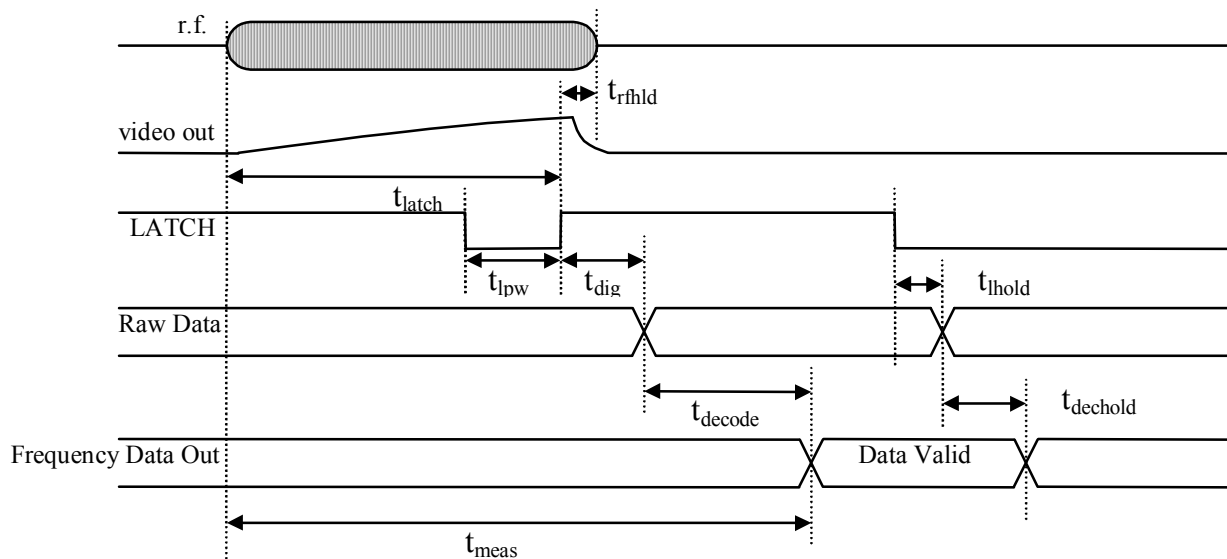 r.f.
t_rfhld
video out
t_latch
LATCH
t_lpw
t_dig
t_lhold
Raw Data
t_decode
t_dechold
Frequency Data Out
Data Valid
t_meas